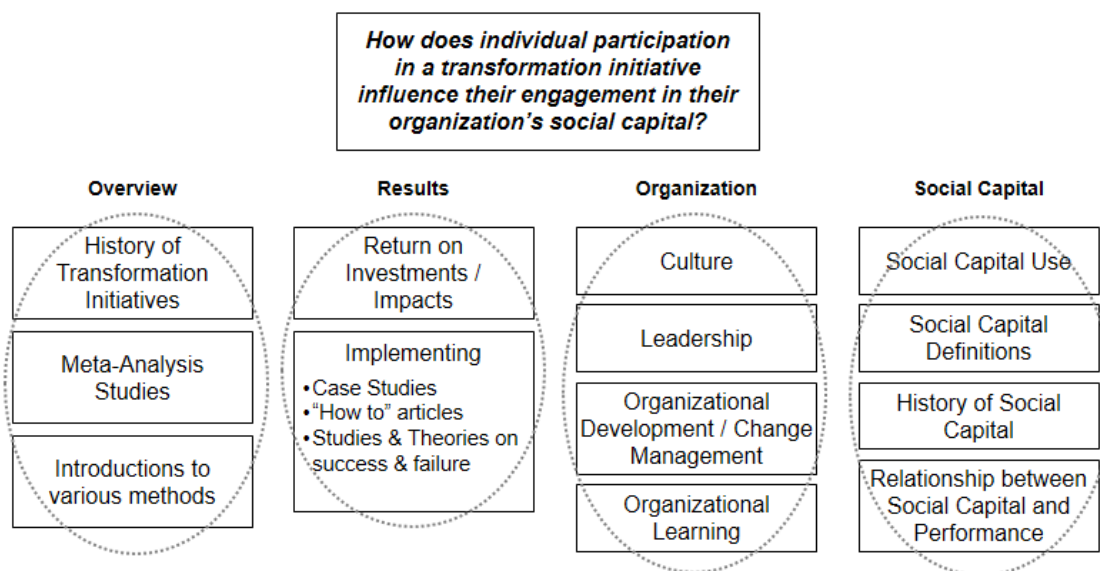 How does individual participation
in a transformation initiative
influence their engagement in their
organization's social capital?
Overview
History of
Transformation
Initiatives
Meta-Analysis
Studies
Introductions to
various methods
Results
Return on
Investments /
Impacts
Implementing
•Case Studies
•“How to” articles
•Studies & Theories on
success & failure
Organization
Culture
Leadership
Organizational
Development / Change
Management
Organizational
Learning
Social Capital
Social Capital Use
Social Capital
Definitions
History of Social
Capital
Relationship between
Social Capital and
Performance